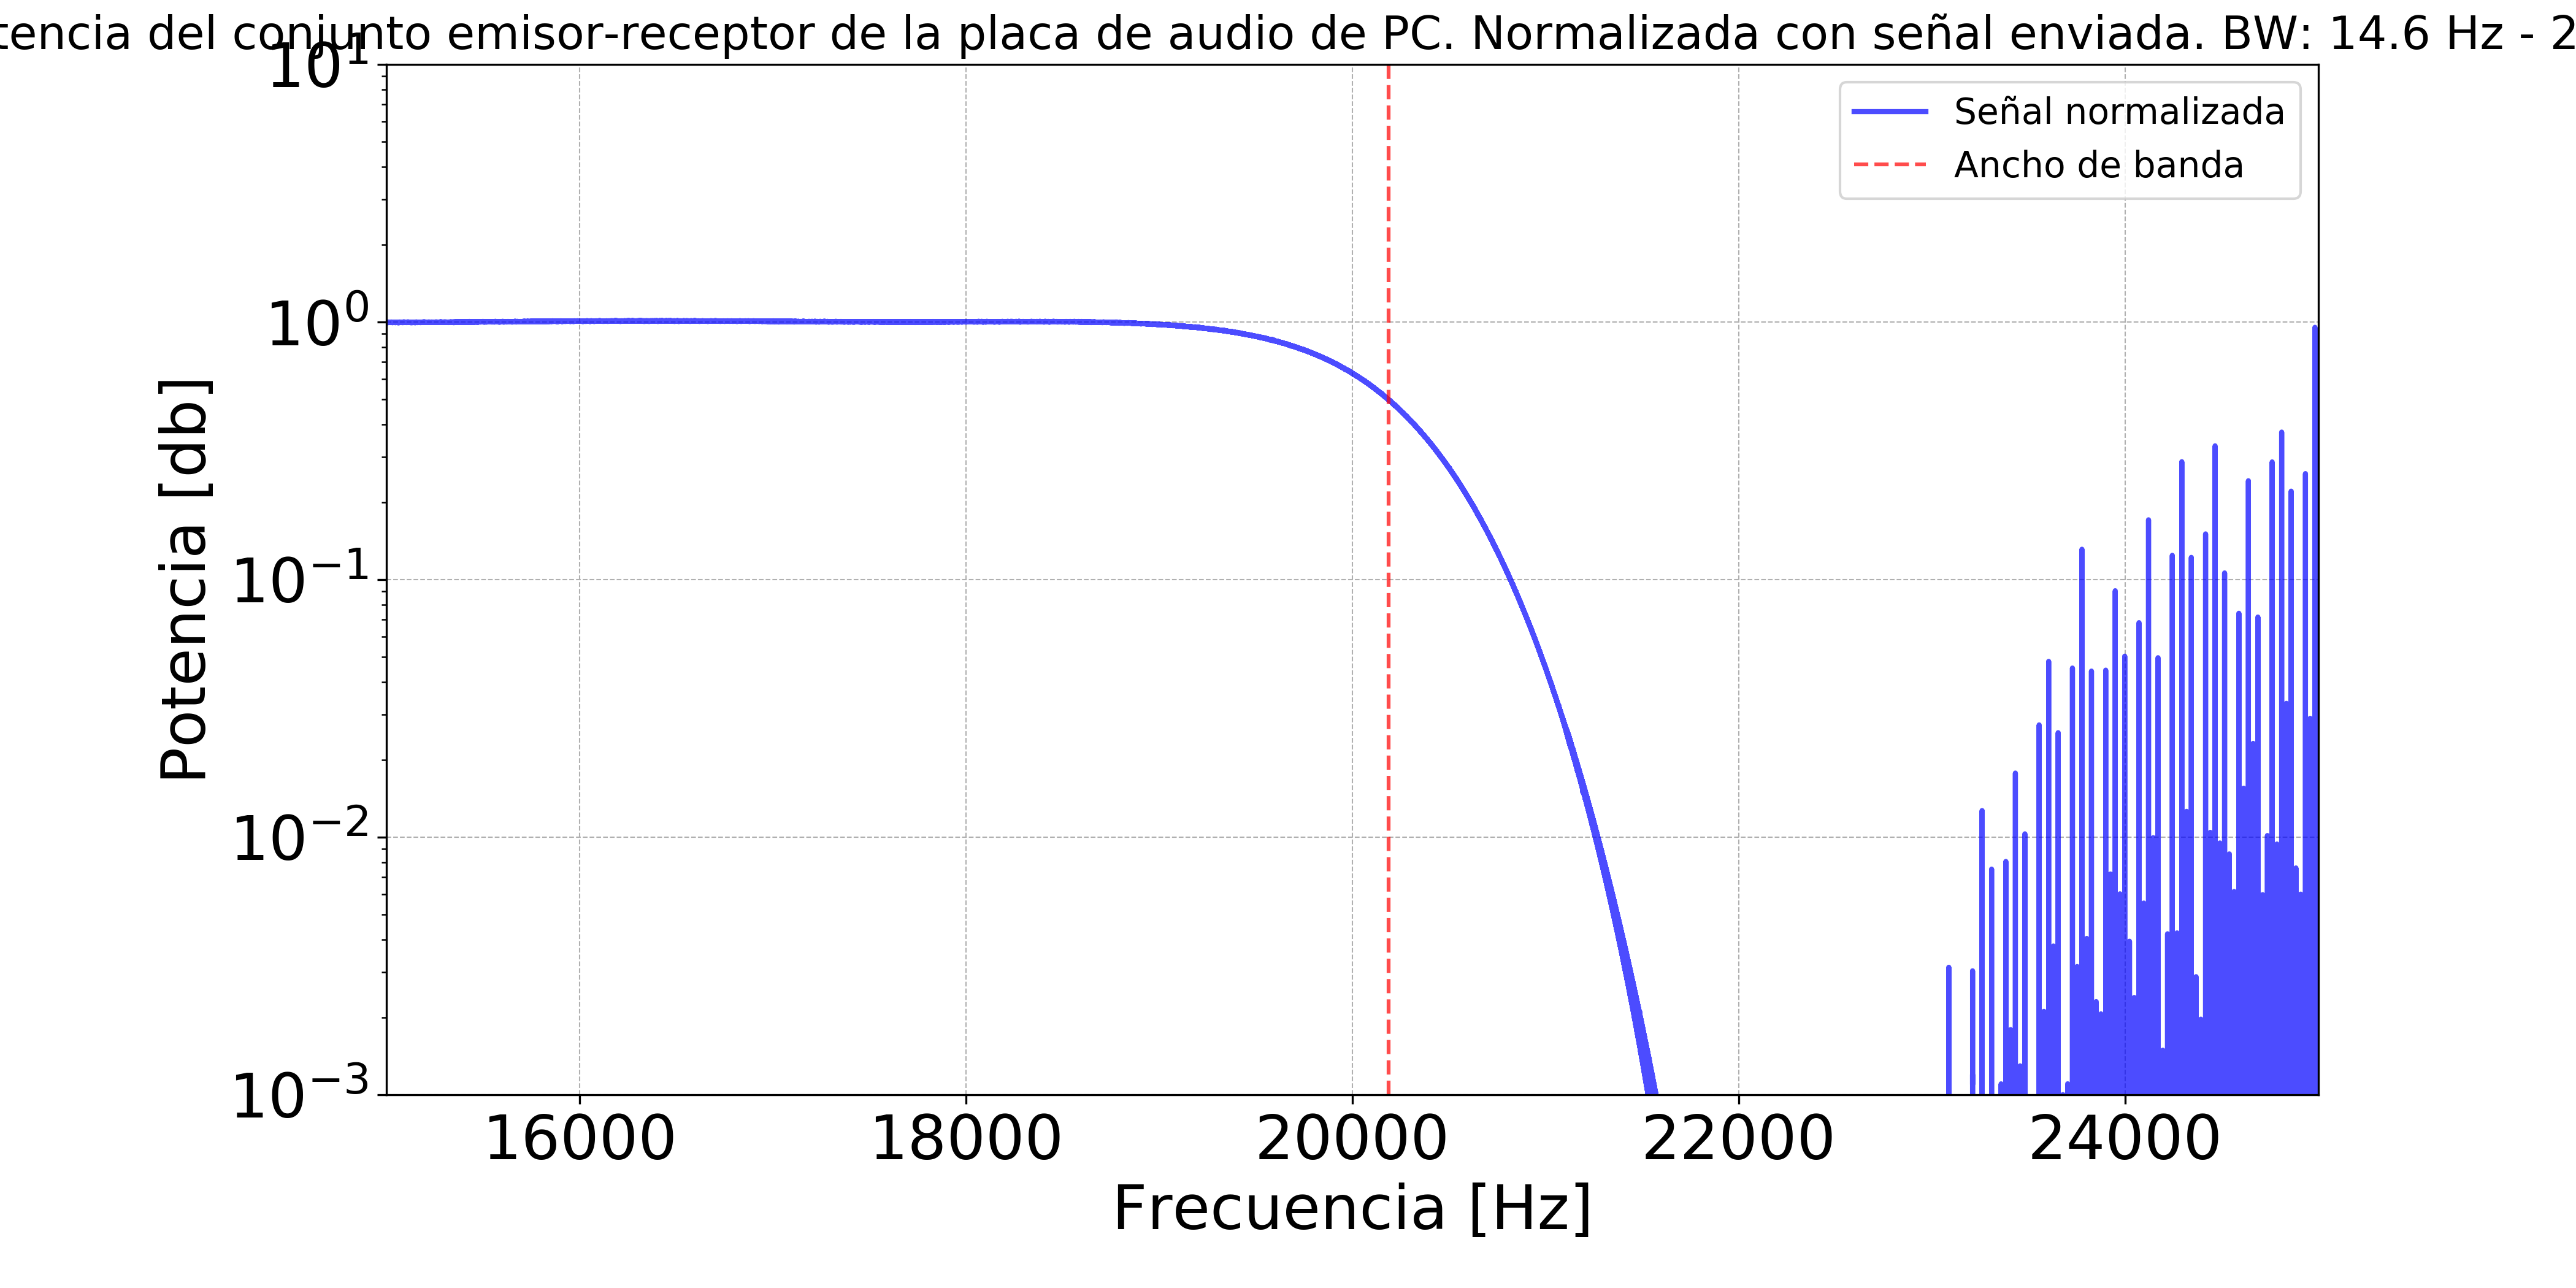 tencia del conjunto emisor-receptor de la placa de audio de PC. Normalizada con señal enviada. BW: 14.6 Hz - 2
10¹
Señal normalizada
Ancho de banda
10⁰
10⁻¹
10⁻²
10⁻³
Potencia [db]
16000 18000 20000 22000 24000
Frecuencia [Hz]